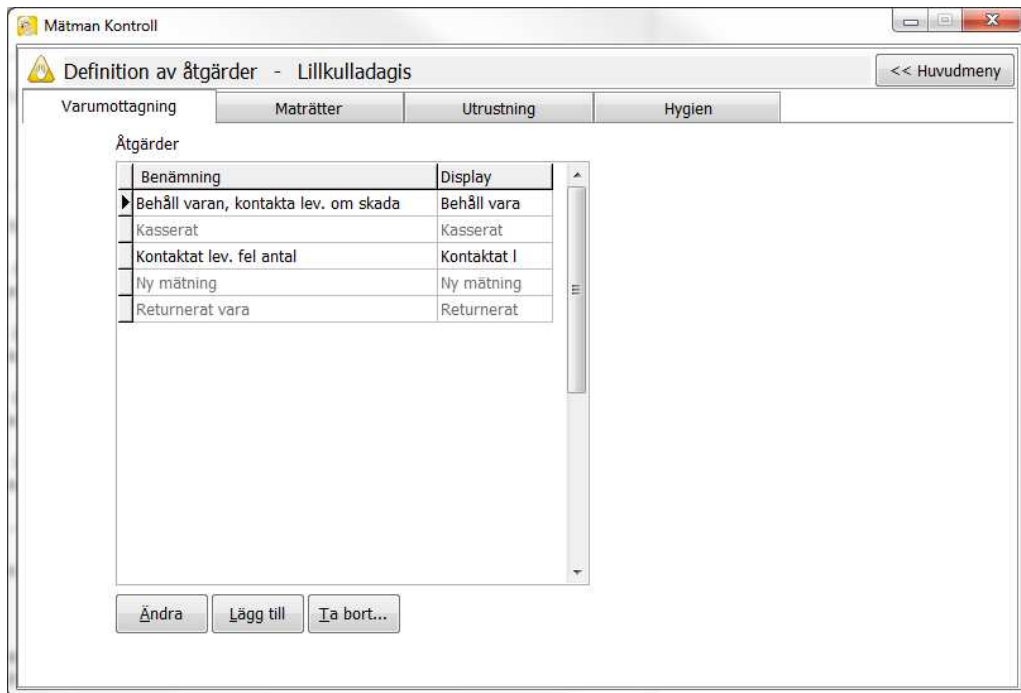 Mätman Kontroll
Definition av åtgärder - Lillkulladagis
<< Huvudmeny
Varumottagning Maträtter Utrustning Hygien
Åtgärder
Benämning Display
Behåll varan, kontakta lev. om skada Behåll vara
Kasserat Kasserat
Kontaktat lev. fel antal Kontaktat l
Ny mätning Ny mätning
Returnerat vara Returnerat
Ändra Lägg till Ta bort...